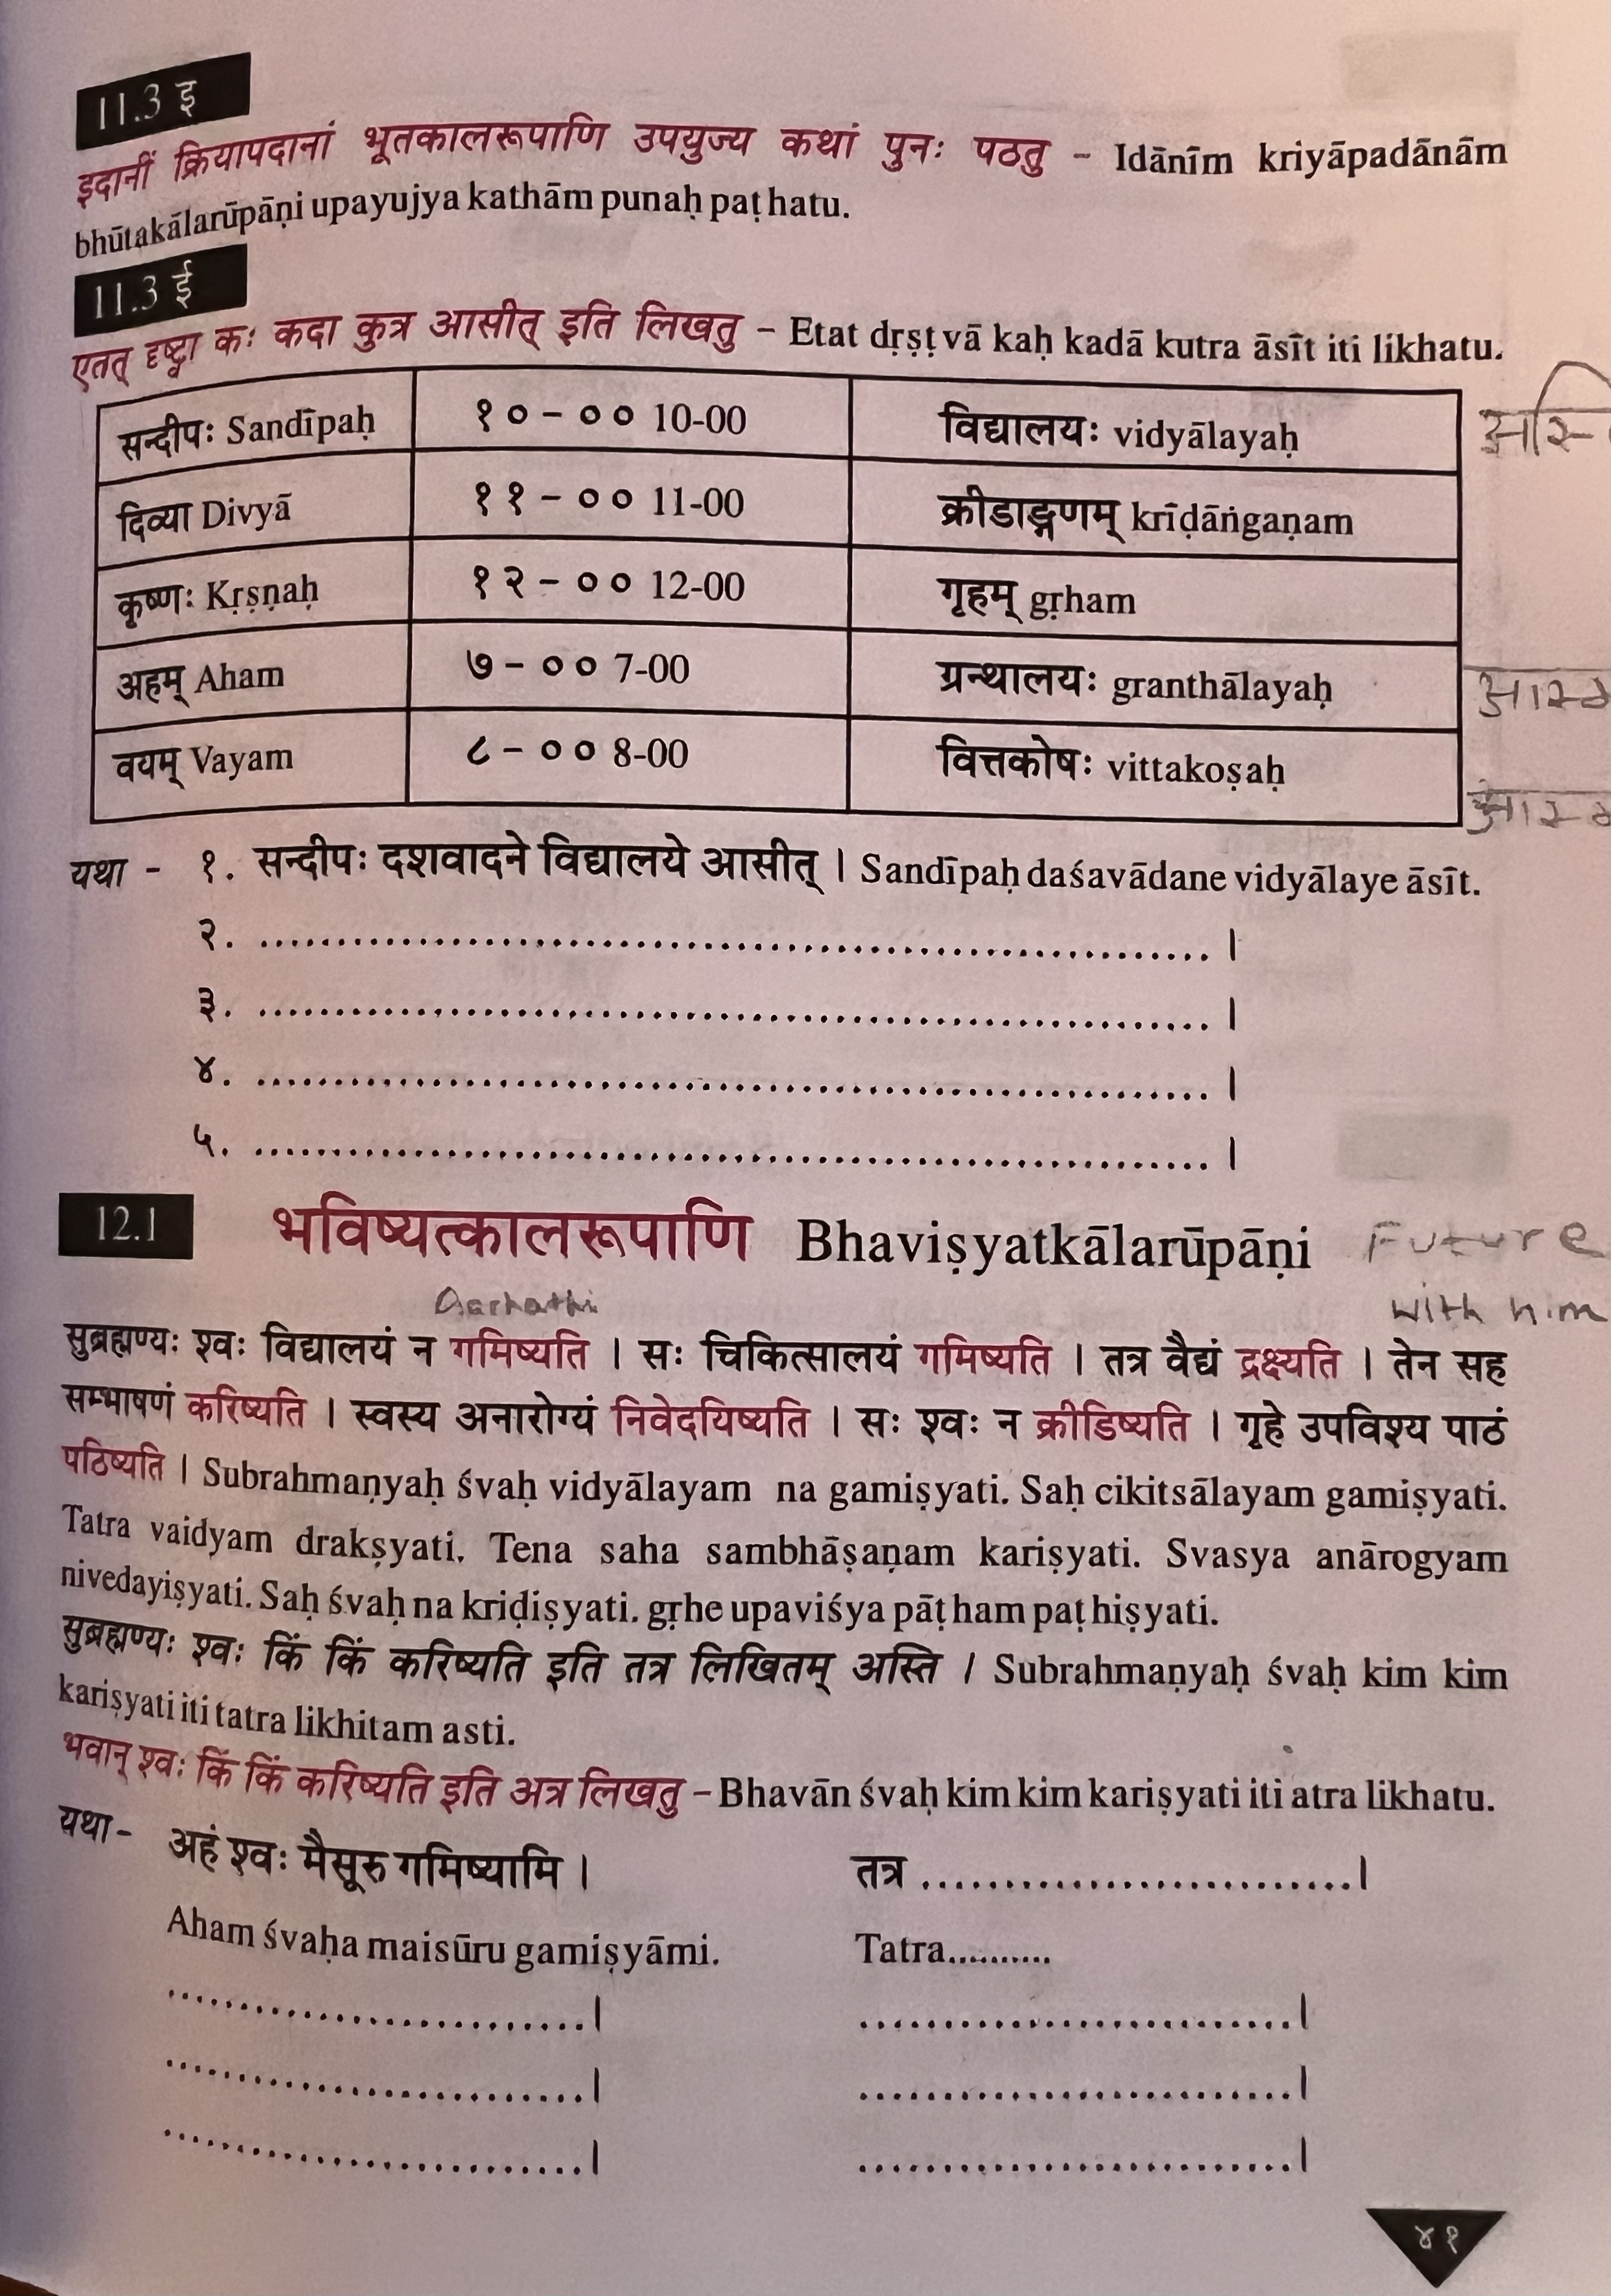 11.3 इ
इदानीं क्रियापदानां भूतकालरूपाणि उपयुज्य कथां पुनः पठतु - Idānīm kriyāpadānām
bhūtakālarūpāṇi upayujya kathām punaḥ paṭhatu.
11.3 ई
एतत् दृष्ट्वा कः कदा कुत्र आसीत् इति लिखतु - Etat dṛṣṭvā kaḥ kadā kutra āsīt iti likhatu.
सन्दीपः Sandīpaḥ १०-०० 10-00 विद्यालयः vidyālayaḥ
दिव्या Divyā ११-०० 11-00 क्रीडाङ्गणम् krīḍāṅgaṇam
कृष्णः Kṛṣṇaḥ १२-०० 12-00 गृहम् gṛham
अहम् Aham ७-०० 7-00 ग्रन्थालयः granthālayaḥ
वयम् Vayam ८-०० 8-00 वित्तकोषः vittakoṣaḥ
यथा - १. सन्दीपः दशवादने विद्यालये आसीत् । Sandīpaḥ daśavādane vidyālaye āsīt.
२. .......................................................... ।
३. .......................................................... ।
४. .......................................................... ।
५. .......................................................... ।
12.1 भविष्यत्कालरूपाणि Bhaviṣyatkālarūpāṇi Future
with him
सुब्रह्मण्यः श्वः विद्यालयं न गमिष्यति । सः चिकित्सालयं गमिष्यति । तत्र वैद्यं द्रक्ष्यति । तेन सह
सम्भाषणं करिष्यति । स्वस्य अनारोग्यं निवेदयिष्यति । सः श्वः न क्रीडिष्यति । गृहे उपविश्य पाठं
पठिष्यति । Subrahmaṇyaḥ śvaḥ vidyālayam na gamiṣyati. Saḥ cikitsālayam gamiṣyati.
Tatra vaidyam drakṣyati. Tena saha sambhāṣaṇam kariṣyati. Svasya anārogyam
nivedayiṣyati. Saḥ śvaḥ na kriḍiṣyati. gṛhe upaviśya pāṭham paṭhiṣyati.
सुब्रह्मण्यः श्वः किं किं करिष्यति इति तत्र लिखितम् अस्ति । Subrahmaṇyaḥ śvaḥ kim kim
kariṣyati iti tatra likhitam asti.
भवान् श्वः किं किं करिष्यति इति अत्र लिखतु - Bhavān śvaḥ kim kim kariṣyati iti atra likhatu.
यथा- अहं श्वः मैसूरु गमिष्यामि । तत्र ..........................।
Aham śvaḥa maisūru gamiṣyāmi. Tatra..........
..........................। ..........................।
..........................। ..........................।
..........................। ..........................।
४१